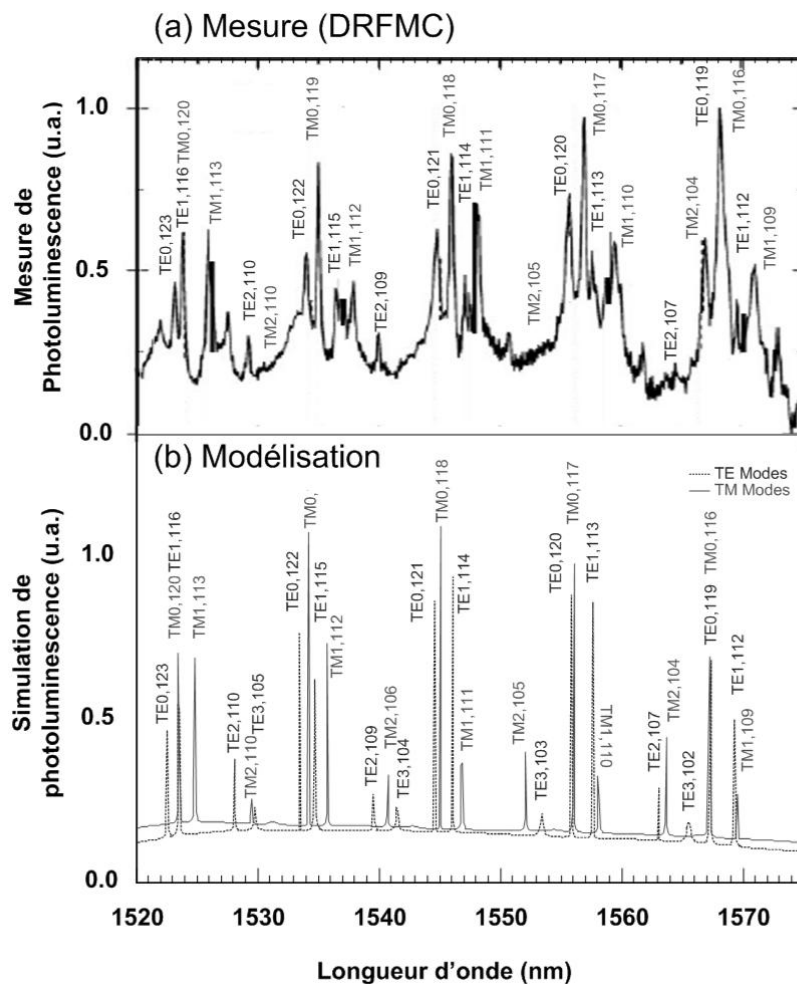 (a) Mesure (DRFMC)
Mesure de
Photoluminescence (u.a.)
1.0
0.5
0.0
TE0,123
TE1,116
TM0,120
TM1,113
TE2,110
TM2,110
TE0,122
TM0,119
TE1,115
TM1,112
TE2,109
TE0,121
TM0,118
TE1,114
TM1,111
TM2,105
TE0,120
TM0,117
TE1,113
TM1,110
TE2,107
TM2,104
TE0,119
TM0,116
TE1,112
TM1,109
(b) Modélisation
TE Modes
TM Modes
Simulation de
photoluminescence (u.a.)
1.0
0.5
0.0
TE0,123
TM0,120
TE1,116
TM1,113
TE2,110
TM2,110
TE3,105
TE0,122
TM0,
TE1,115
TM1,112
TE2,109
TM2,106
TE3,104
TE0,121
TM0,118
TE1,114
TM1,111
TM2,105
TE3,103
TE0,120
TM0,117
TE1,113
TM1,110
TE2,107
TM2,104
TE3,102
TE0,119
TM0,116
TE1,112
TM1,109
1520 1530 1540 1550 1560 1570
Longueur d'onde (nm)